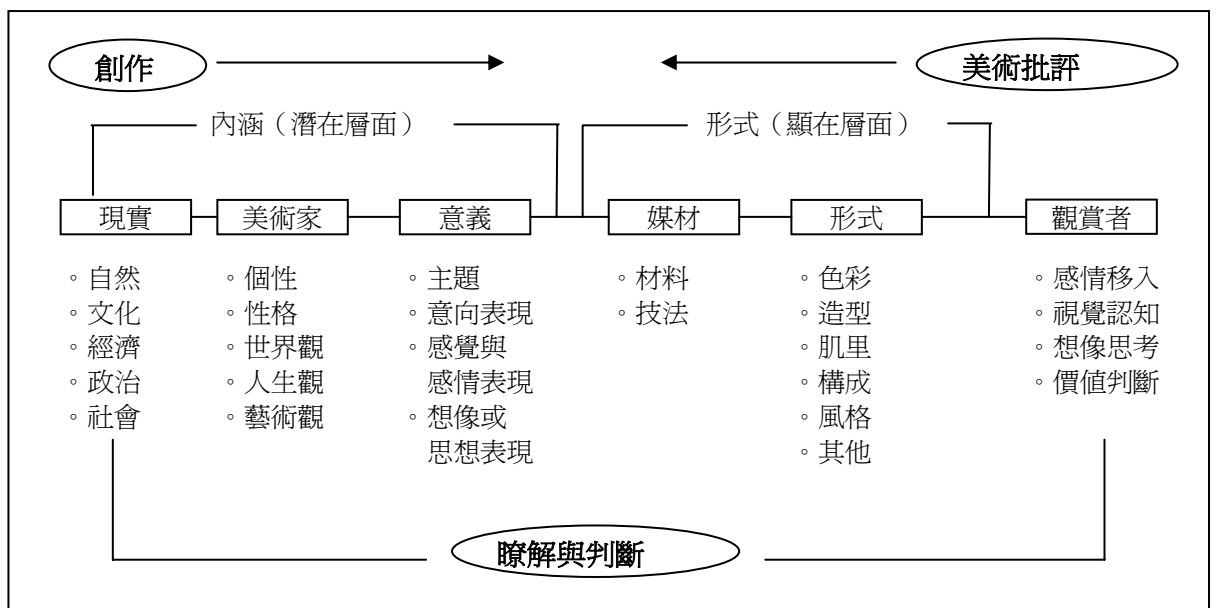 創作
美術批評
內涵（潛在層面）
形式（顯在層面）
現實
美術家
意義
媒材
形式
觀賞者
。自然
。文化
。經濟
。政治
。社會
。個性
。性格
。世界觀
。人生觀
。藝術觀
。主題
。意向表現
。感覺與
感情表現
。想像或
思想表現
。材料
。技法
。色彩
。造型
。肌里
。構成
。風格
。其他
。感情移入
。視覺認知
。想像思考
。價值判斷
瞭解與判斷